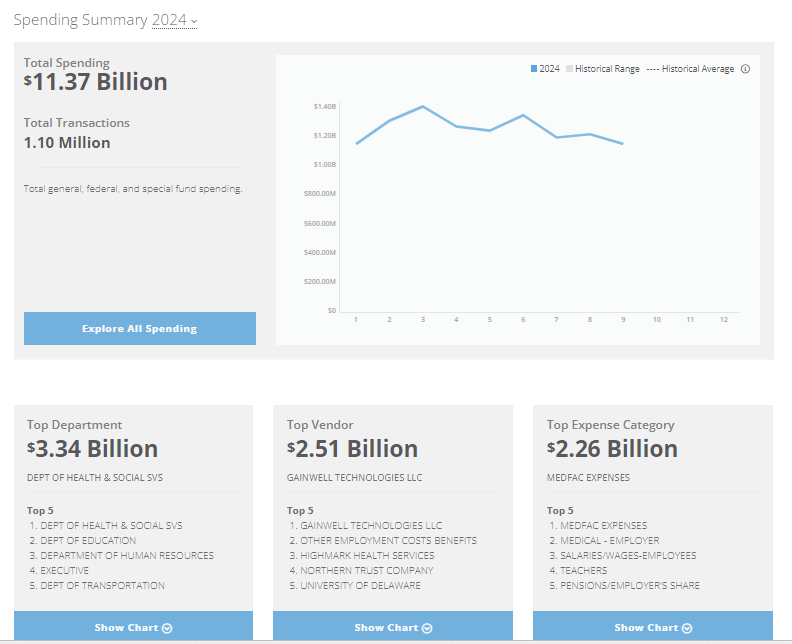 Spending Summary 2024
Total Spending
$11.37 Billion
Total Transactions
1.10 Million
Total general, federal, and special fund spending.
Explore All Spending
2024 Historical Range ---- Historical Average
$1.40B
$1.20B
$1.00B
$800.00M
$600.00M
$400.00M
$200.00M
$0
1 2 3 4 5 6 7 8 9 10 11 12
Top Department
$3.34 Billion
DEPT OF HEALTH & SOCIAL SVS
Top 5
1. DEPT OF HEALTH & SOCIAL SVS
2. DEPT OF EDUCATION
3. DEPARTMENT OF HUMAN RESOURCES
4. EXECUTIVE
5. DEPT OF TRANSPORTATION
Show Chart
Top Vendor
$2.51 Billion
GAINWELL TECHNOLOGIES LLC
Top 5
1. GAINWELL TECHNOLOGIES LLC
2. OTHER EMPLOYMENT COSTS BENEFITS
3. HIGHMARK HEALTH SERVICES
4. NORTHERN TRUST COMPANY
5. UNIVERSITY OF DELAWARE
Show Chart
Top Expense Category
$2.26 Billion
MEDFAC EXPENSES
Top 5
1. MEDFAC EXPENSES
2. MEDICAL - EMPLOYER
3. SALARIES/WAGES-EMPLOYEES
4. TEACHERS
5. PENSIONS/EMPLOYER'S SHARE
Show Chart